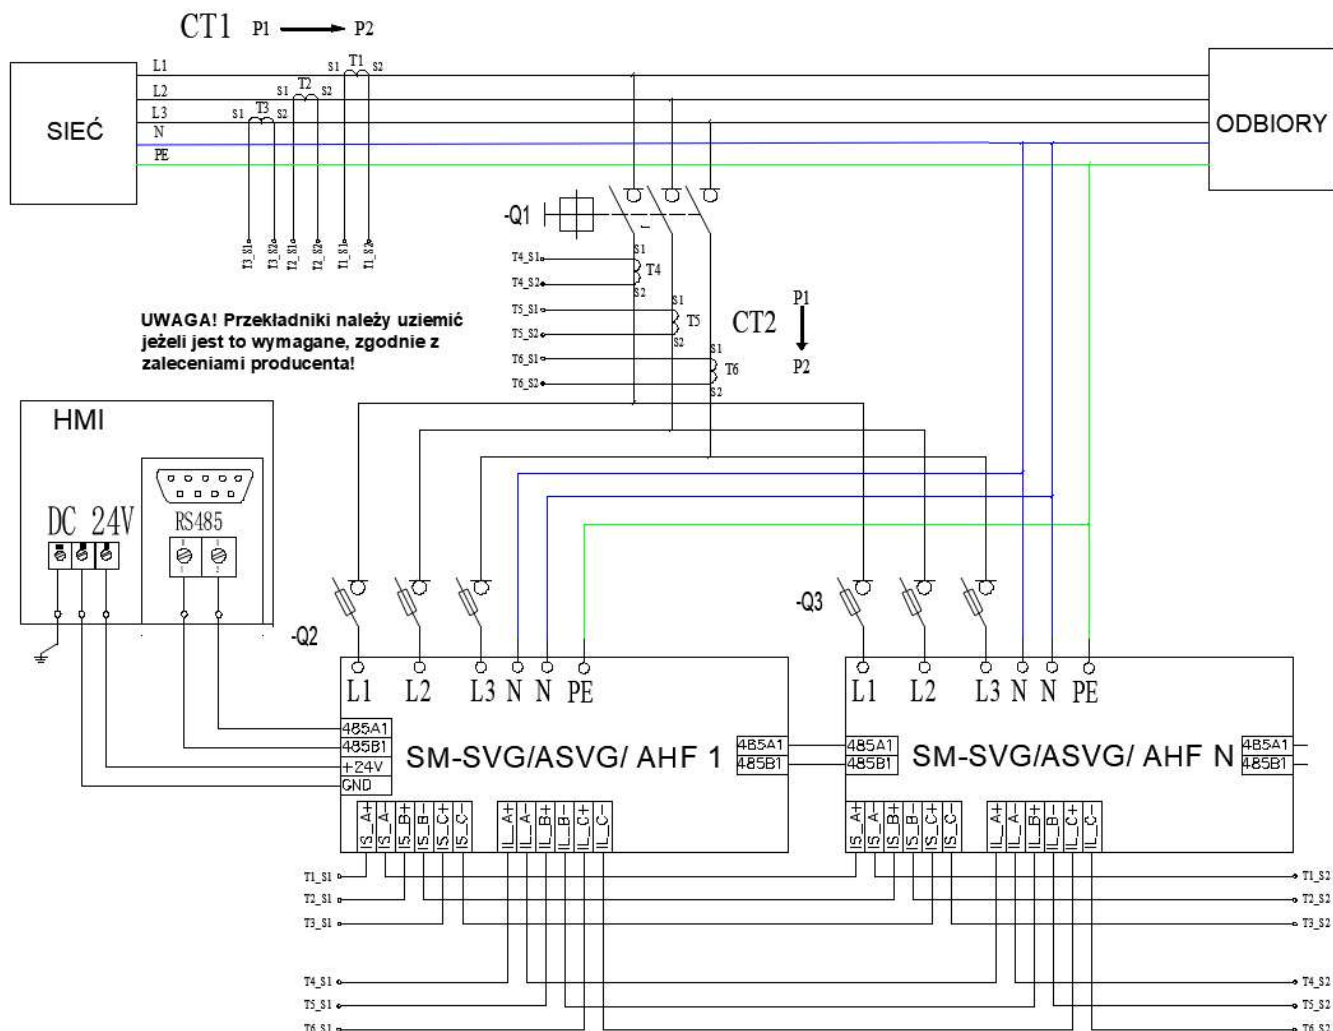 CT1 P1 P2
L1
S1 T1 S2
L2
S1 T2 S2
L3
S1 T3 S2
N
PE
SIEĆ
ODBIORY
T3_S1
T3_S2
T2_S1
T2_S2
T1_S1
T1_S2
-Q1
T4_S1
S1
T4
T4_S2
S2
T5_S1
S1
T5
T5_S2
S2
T6_S1
S1
T6
T6_S2
S2
CT2
P1
P2
UWAGA! Przekładniki należy uziemić
jeżeli jest to wymagane, zgodnie z
zaleceniami producenta!
HMI
DC 24V
RS485
-Q2
-Q3
L1 L2 L3 N N PE
L1 L2 L3 N N PE
485A1
485B1
+24V
GND
SM-SVG/ASVG/ AHF 1
485A1
485B1
485A1
485B1
SM-SVG/ASVG/ AHF N
485A1
485B1
IS_A+
IS_A-
IS_B+
IS_B-
IS_C+
IS_C-
IL_A+
IL_A-
IL_B+
IL_B-
IL_C+
IL_C-
IS_A+
IS_A-
IS_B+
IS_B-
IS_C+
IS_C-
IL_A+
IL_A-
IL_B+
IL_B-
IL_C+
IL_C-
T1_S1 T1_S2
T2_S1 T2_S2
T3_S1 T3_S2
T4_S1 T4_S2
T5_S1 T5_S2
T6_S1 T6_S2